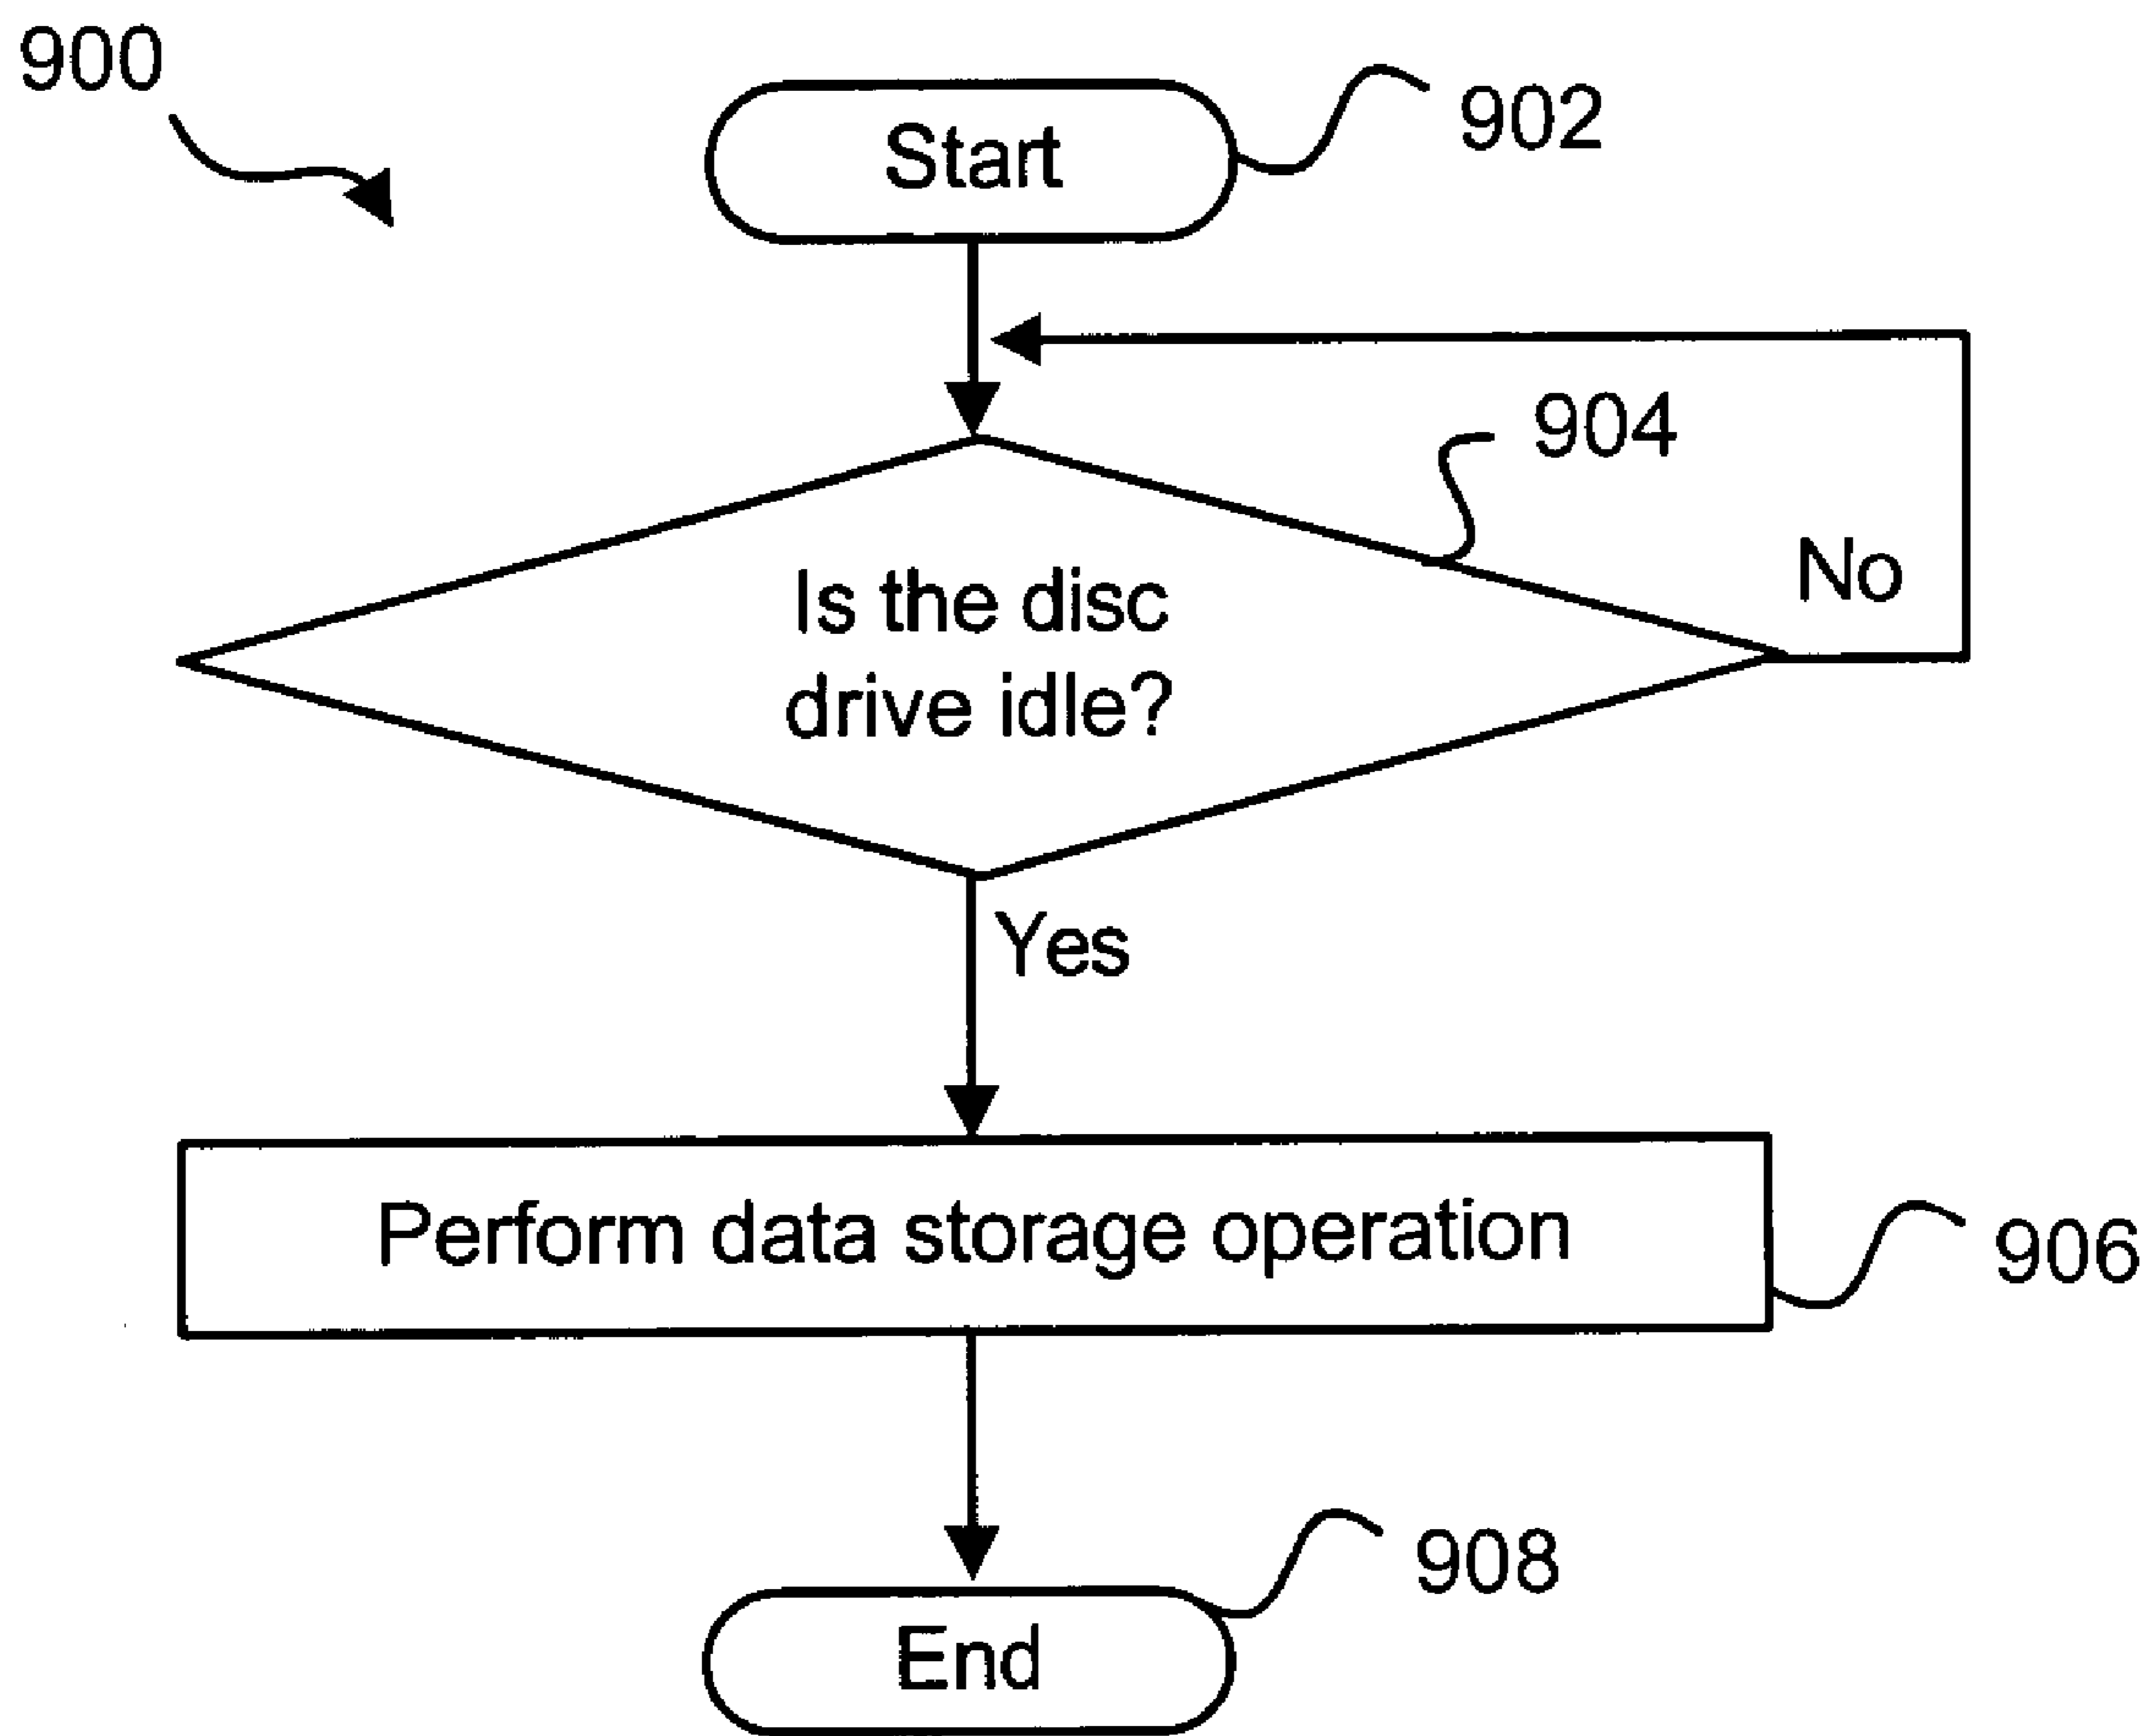 900
Start
902
904
No
Is the disc
drive idle?
Yes
Perform data storage operation
906
908
End